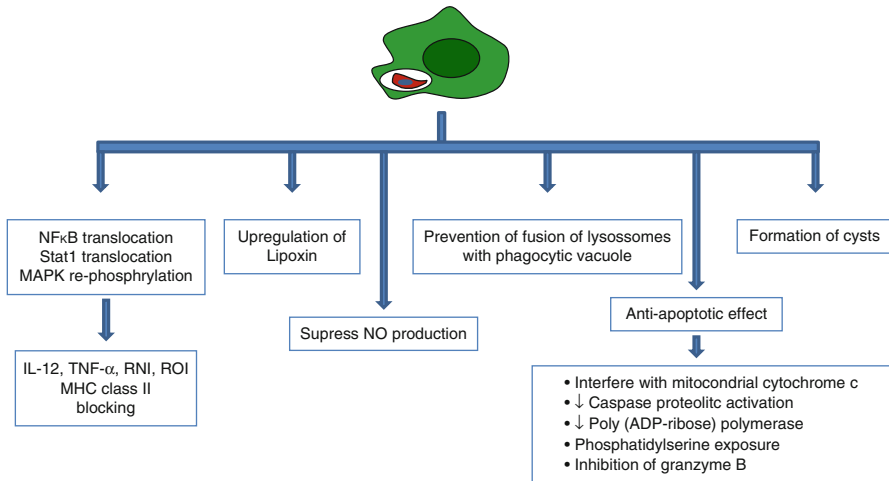 NFκB translocation
Stat1 translocation
MAPK re-phosphrylation
IL-12, TNF-α, RNI, ROI
MHC class II
blocking
Upregulation of
Lipoxin
Supress NO production
Prevention of fusion of lysossomes
with phagocytic vacuole
Anti-apoptotic effect
• Interfere with mitocondrial cytochrome c
• ↓ Caspase proteolitc activation
• ↓ Poly (ADP-ribose) polymerase
• Phosphatidylserine exposure
• Inhibition of granzyme B
Formation of cysts